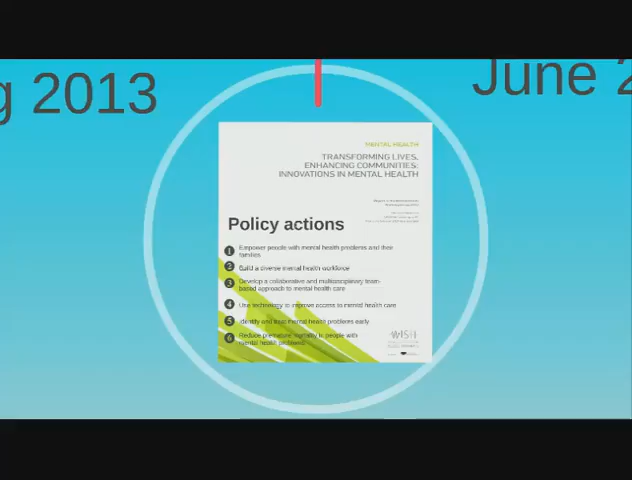 g 2013
June 2
MENTAL HEALTH
TRANSFORMING LIVES,
ENHANCING COMMUNITIES:
INNOVATIONS IN MENTAL HEALTH
Policy actions
1 Empower people with mental health problems and their
families
2 Build a diverse mental health workforce
3 Develop a collaborative and multidisciplinary team-
based approach to mental health care
4 Use technology to improve access to mental health care
5 Identify and treat mental health problems early
6 Reduce premature mortality in people with
mental health problems
WISH